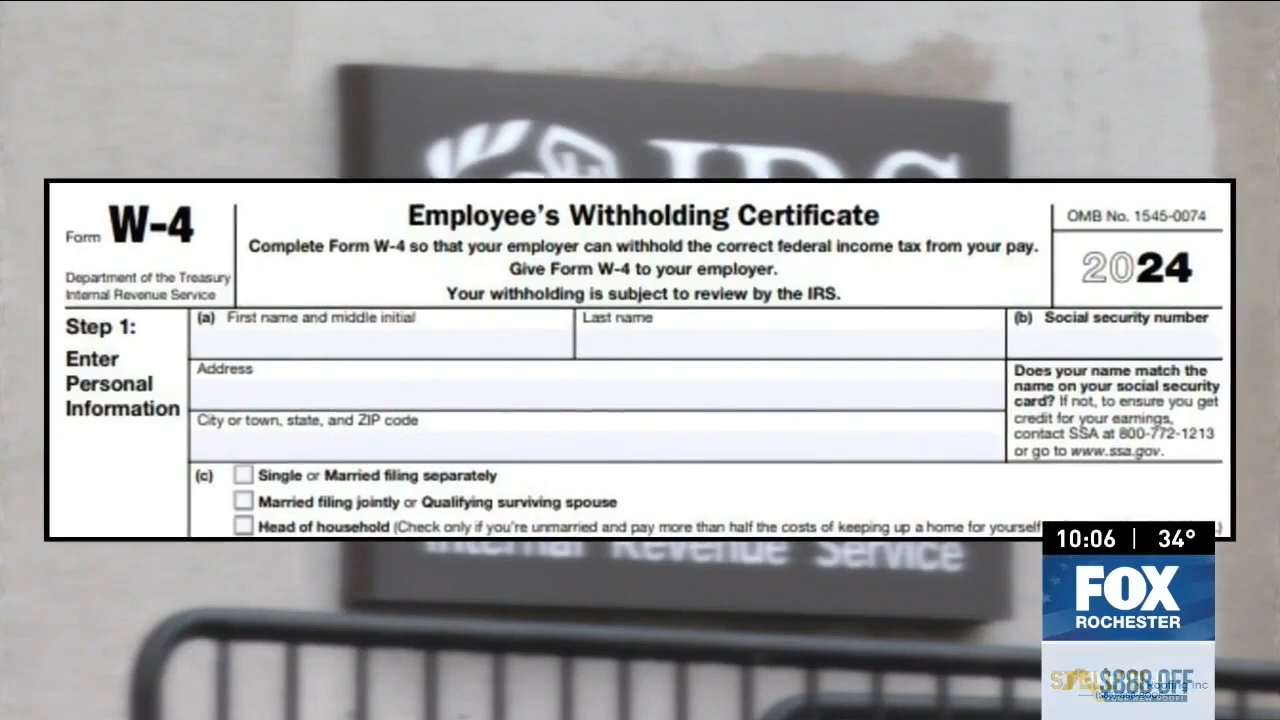 IRS
Form W-4
Department of the Treasury
Internal Revenue Service
Employee's Withholding Certificate
Complete Form W-4 so that your employer can withhold the correct federal income tax from your pay.
Give Form W-4 to your employer.
Your withholding is subject to review by the IRS.
OMB No. 1545-0074
2024
Step 1:
Enter
Personal
Information
(a) First name and middle initial
Last name
(b) Social security number
Address
City or town, state, and ZIP code
Does your name match the
name on your social security
card? If not, to ensure you get
credit for your earnings,
contact SSA at 800-772-1213
or go to www.ssa.gov.
(c) Single or Married filing separately
Married filing jointly or Qualifying surviving spouse
Head of household (Check only if you're unmarried and pay more than half the costs of keeping up a home for yourself
Internal Revenue Service
10:06 | 34°
FOX
ROCHESTER
$888 OFF
Roofing Inc